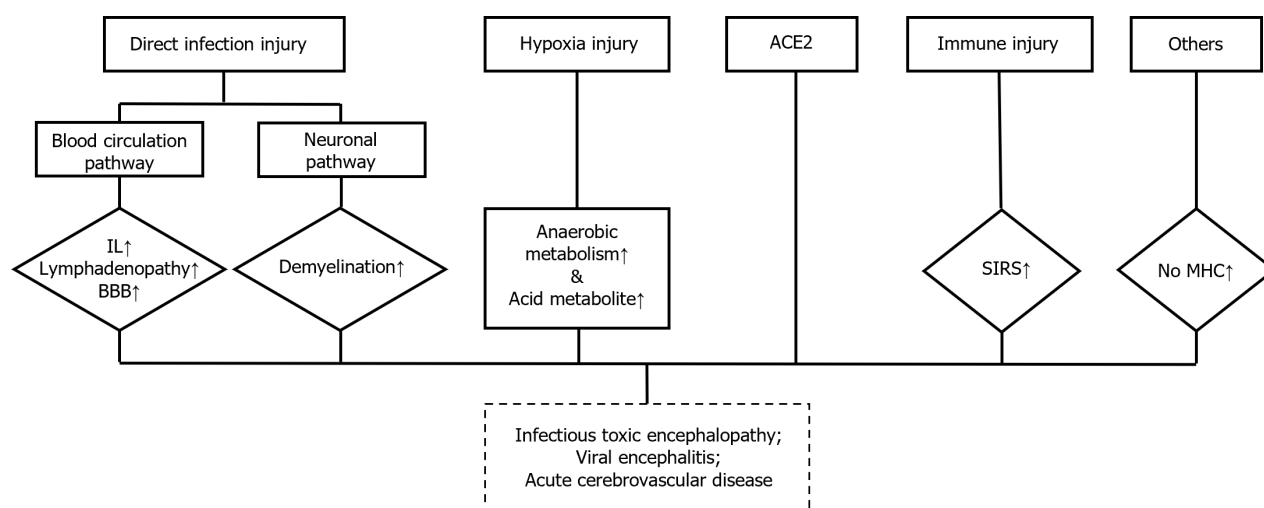 Direct infection injury
Hypoxia injury
ACE2
Immune injury
Others
Blood circulation
pathway
Neuronal
pathway
IL↑
Lymphadenopathy↑
BBB↑
Demyelination↑
Anaerobic
metabolism↑
&
Acid metabolite↑
SIRS↑
No MHC↑
Infectious toxic encephalopathy;
Viral encephalitis;
Acute cerebrovascular disease